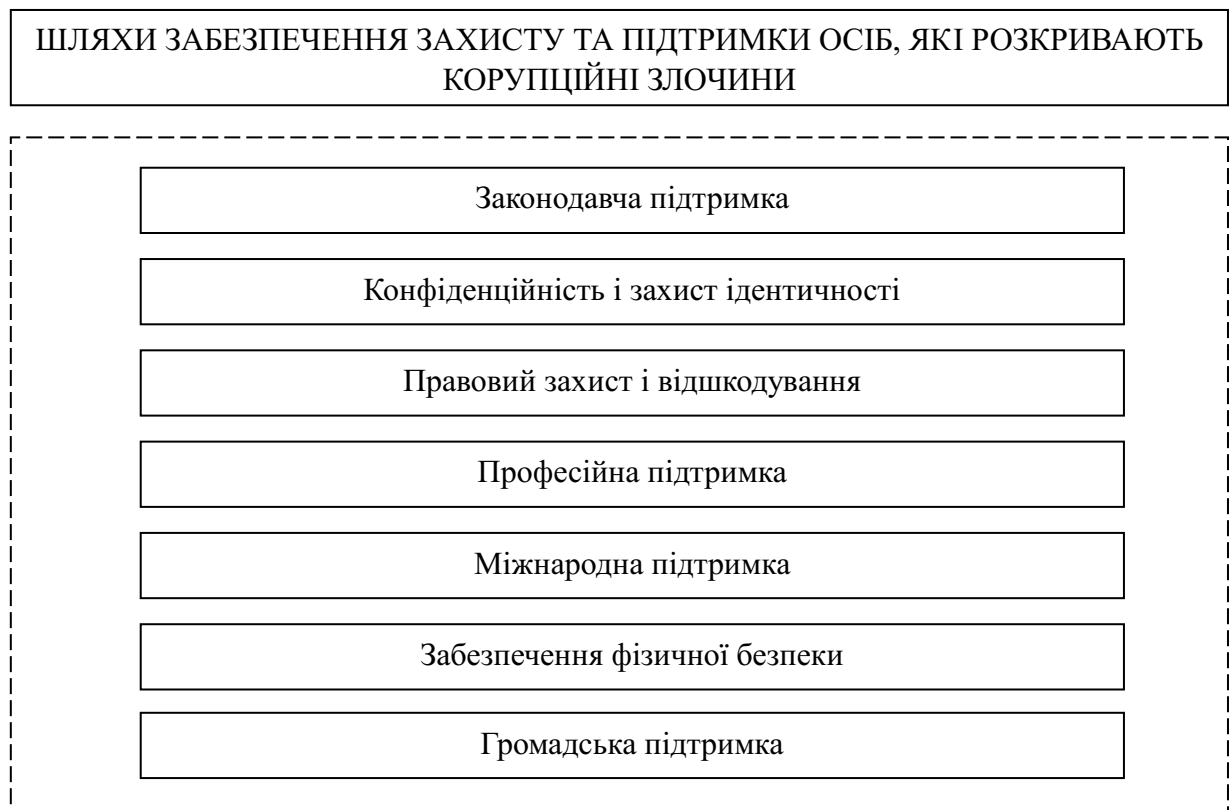 ШЛЯХИ ЗАБЕЗПЕЧЕННЯ ЗАХИСТУ ТА ПІДТРИМКИ ОСІБ, ЯКІ РОЗКРИВАЮТЬ
КОРУПЦІЙНІ ЗЛОЧИНИ
Законодавча підтримка
Конфіденційність і захист ідентичності
Правовий захист і відшкодування
Професійна підтримка
Міжнародна підтримка
Забезпечення фізичної безпеки
Громадська підтримка